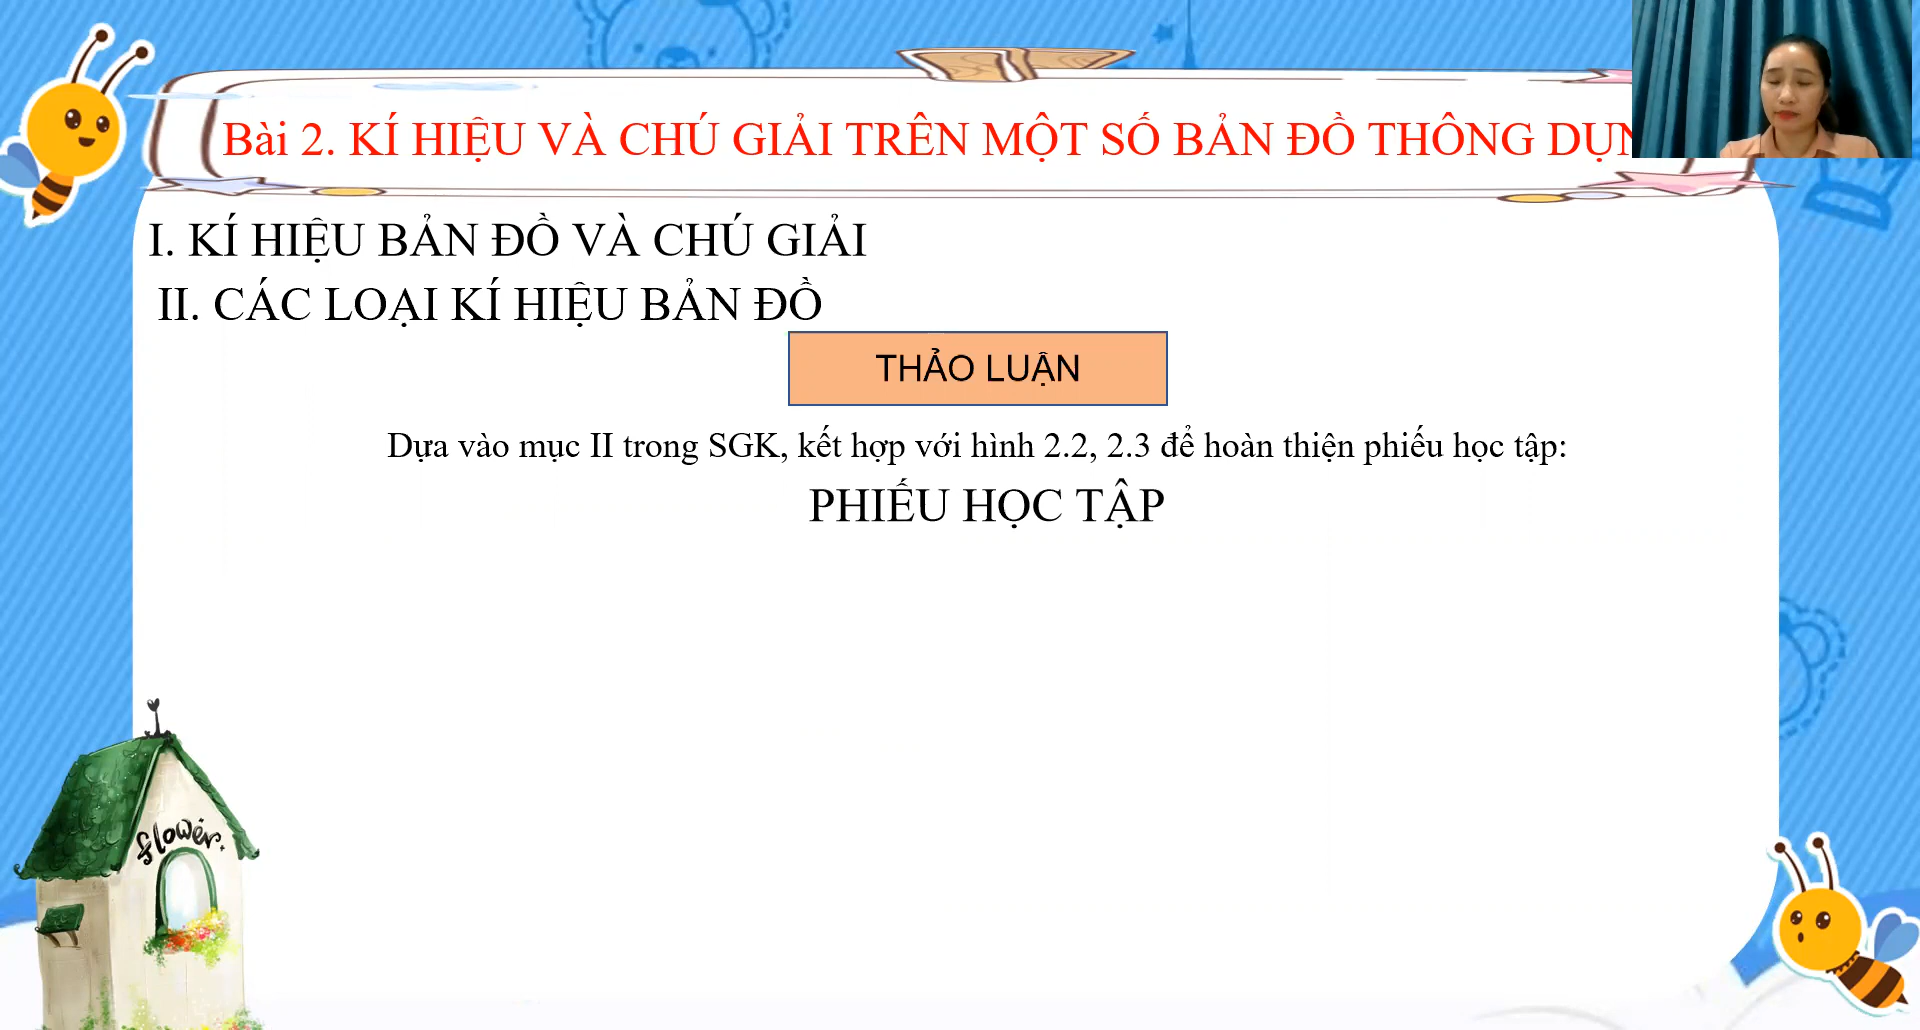 Bài 2. KÍ HIỆU VÀ CHÚ GIẢI TRÊN MỘT SỐ BẢN ĐỒ THÔNG
I. KÍ HIỆU BẢN ĐỒ VÀ CHÚ GIẢI
II. CÁC LOẠI KÍ HIỆU BẢN ĐỒ
THẢO LUẬN
Dựa vào mục II trong SGK, kết hợp với hình 2.2, 2.3 để hoàn thiện phiếu học tập:
PHIẾU HỌC TẬP
flower